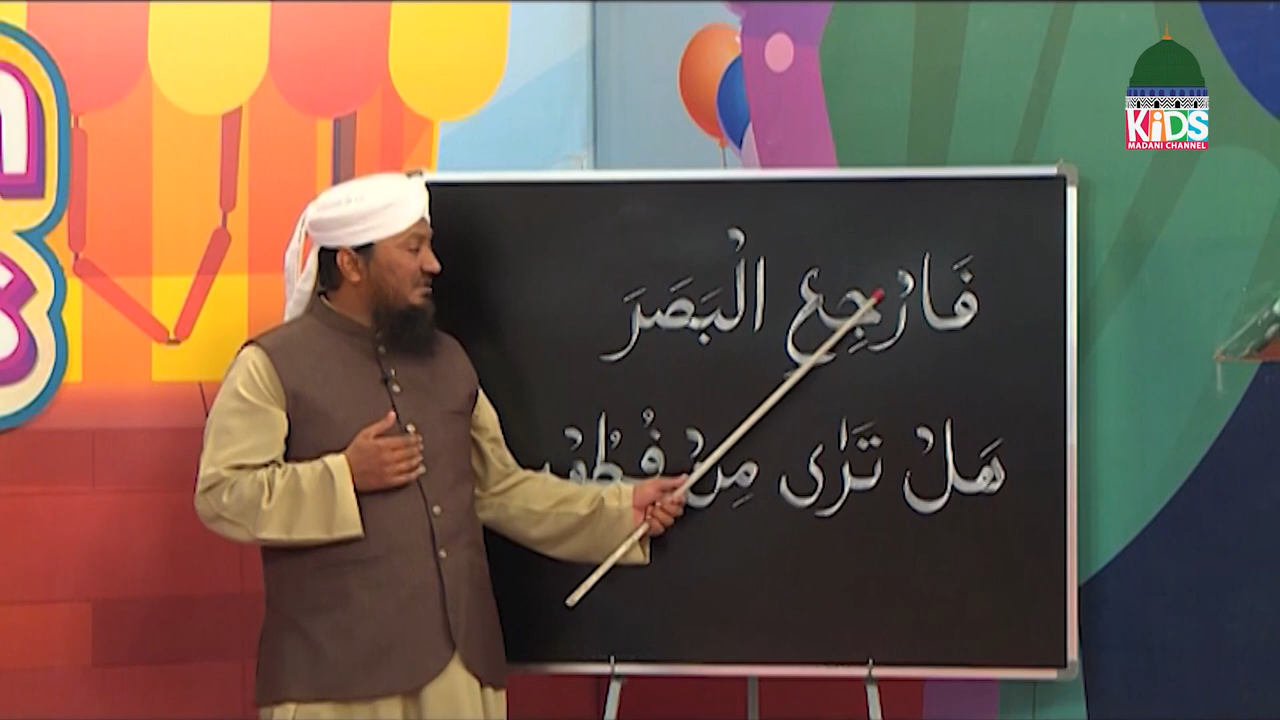 فَارْجِعِ الْبَصَرَ
هَلْ تَرٰى مِنْ
KiDS
MADANI CHANNEL